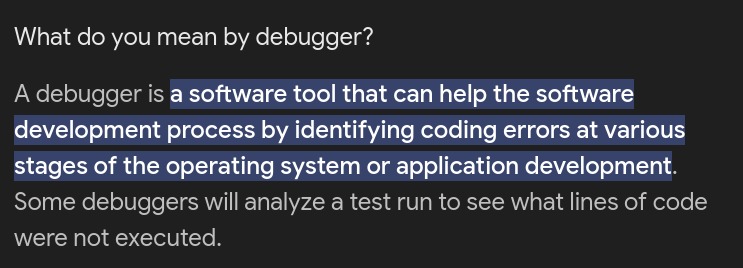 What do you mean by debugger?
A debugger is a software tool that can help the software
development process by identifying coding errors at various
stages of the operating system or application development.
Some debuggers will analyze a test run to see what lines of code
were not executed.